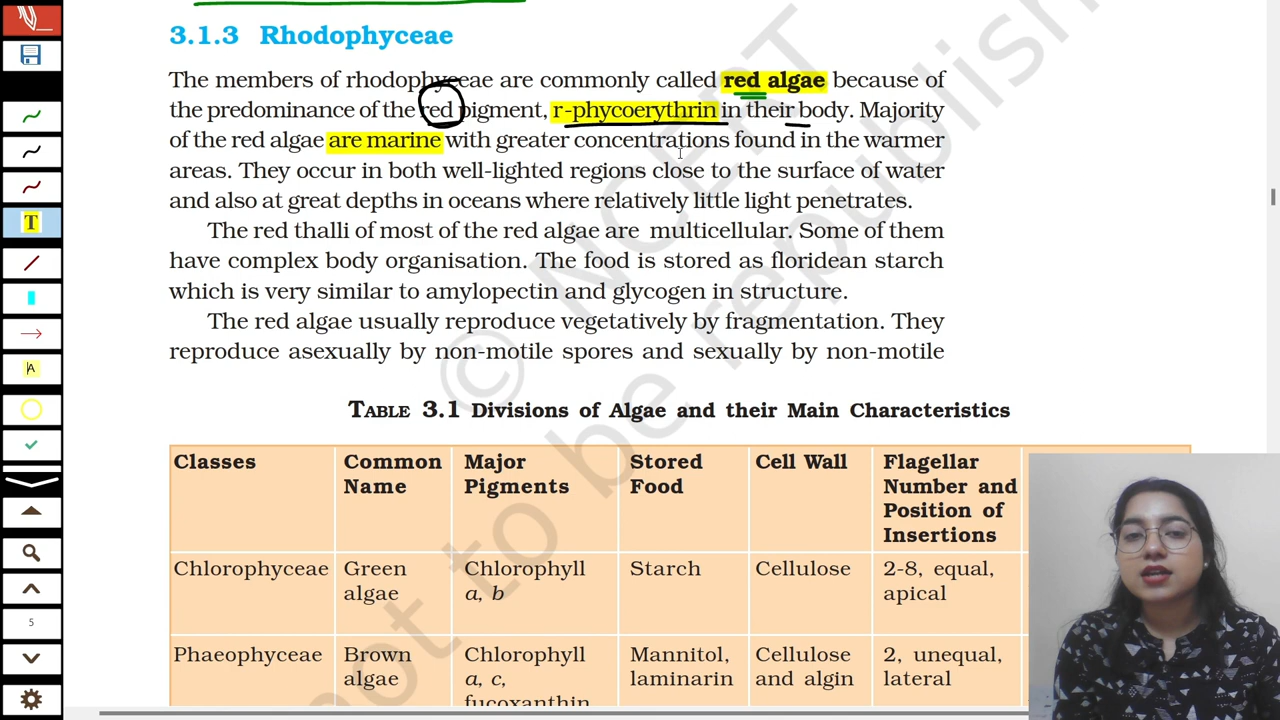 3.1.3 Rhodophyceae
The members of rhodophyceae are commonly called red algae because of
the predominance of the red pigment, r-phycoerythrin in their body. Majority
of the red algae are marine with greater concentrations found in the warmer
areas. They occur in both well-lighted regions close to the surface of water
and also at great depths in oceans where relatively little light penetrates.
The red thalli of most of the red algae are multicellular. Some of them
have complex body organisation. The food is stored as floridean starch
which is very similar to amylopectin and glycogen in structure.
The red algae usually reproduce vegetatively by fragmentation. They
reproduce asexually by non-motile spores and sexually by non-motile
TABLE 3.1 Divisions of Algae and their Main Characteristics
Classes
Common
Name
Major
Pigments
Stored
Food
Cell Wall
Flagellar
Number and
Position of
Insertions
Chlorophyceae
Green
algae
Chlorophyll
a, b
Starch
Cellulose
2-8, equal,
apical
Phaeophyceae
Brown
algae
Chlorophyll
a, c,
fucoxanthin
Mannitol,
laminarin
Cellulose
and algin
2, unequal,
lateral
© NCERT
not to be republish
T
A
5